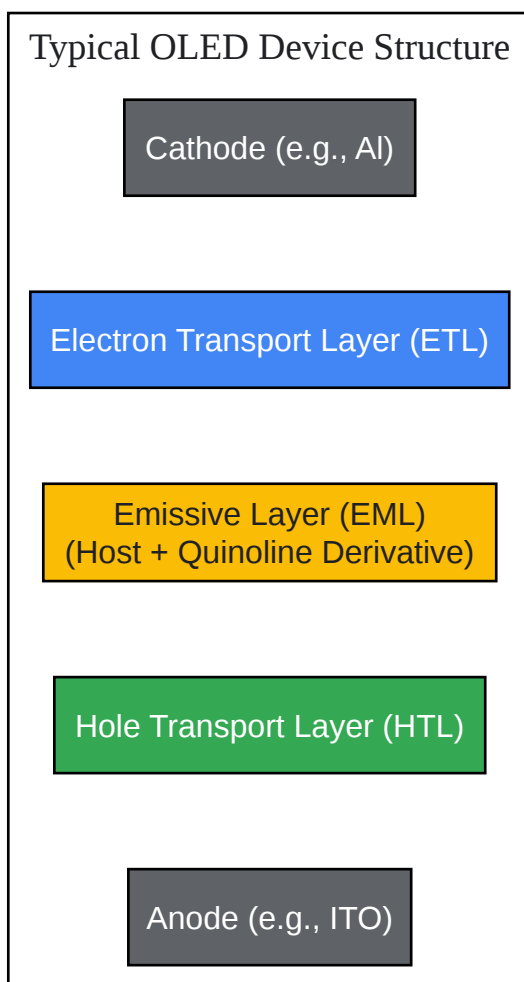 Typical OLED Device Structure
Cathode (e.g., Al)
Electron Transport Layer (ETL)
Emissive Layer (EML)
(Host + Quinoline Derivative)
Hole Transport Layer (HTL)
Anode (e.g., ITO)